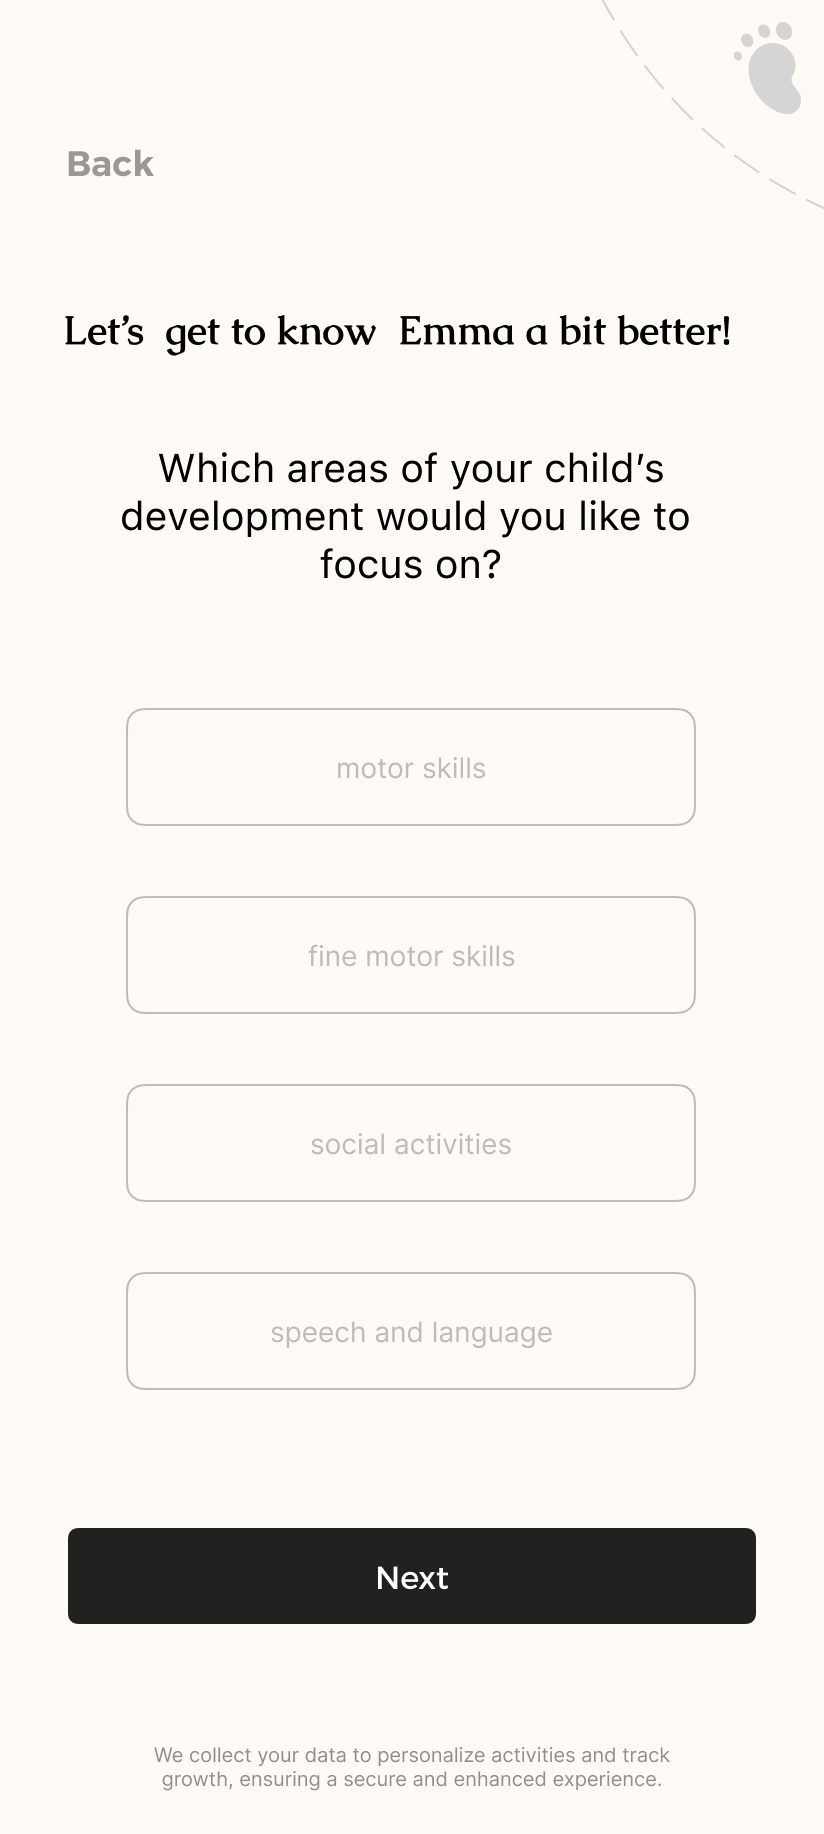 Back
Let’s  get to know  Emma a bit better!
Which areas of your child’s
development would you like to
focus on?
motor skills
fine motor skills
social activities
speech and language
Next
We collect your data to personalize activities and track
growth, ensuring a secure and enhanced experience.